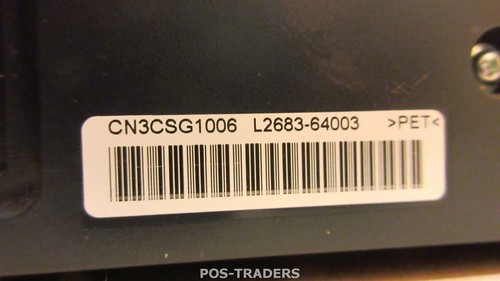 CN3CSG1006 L2683-64003 >PET<
POS-TRADERS